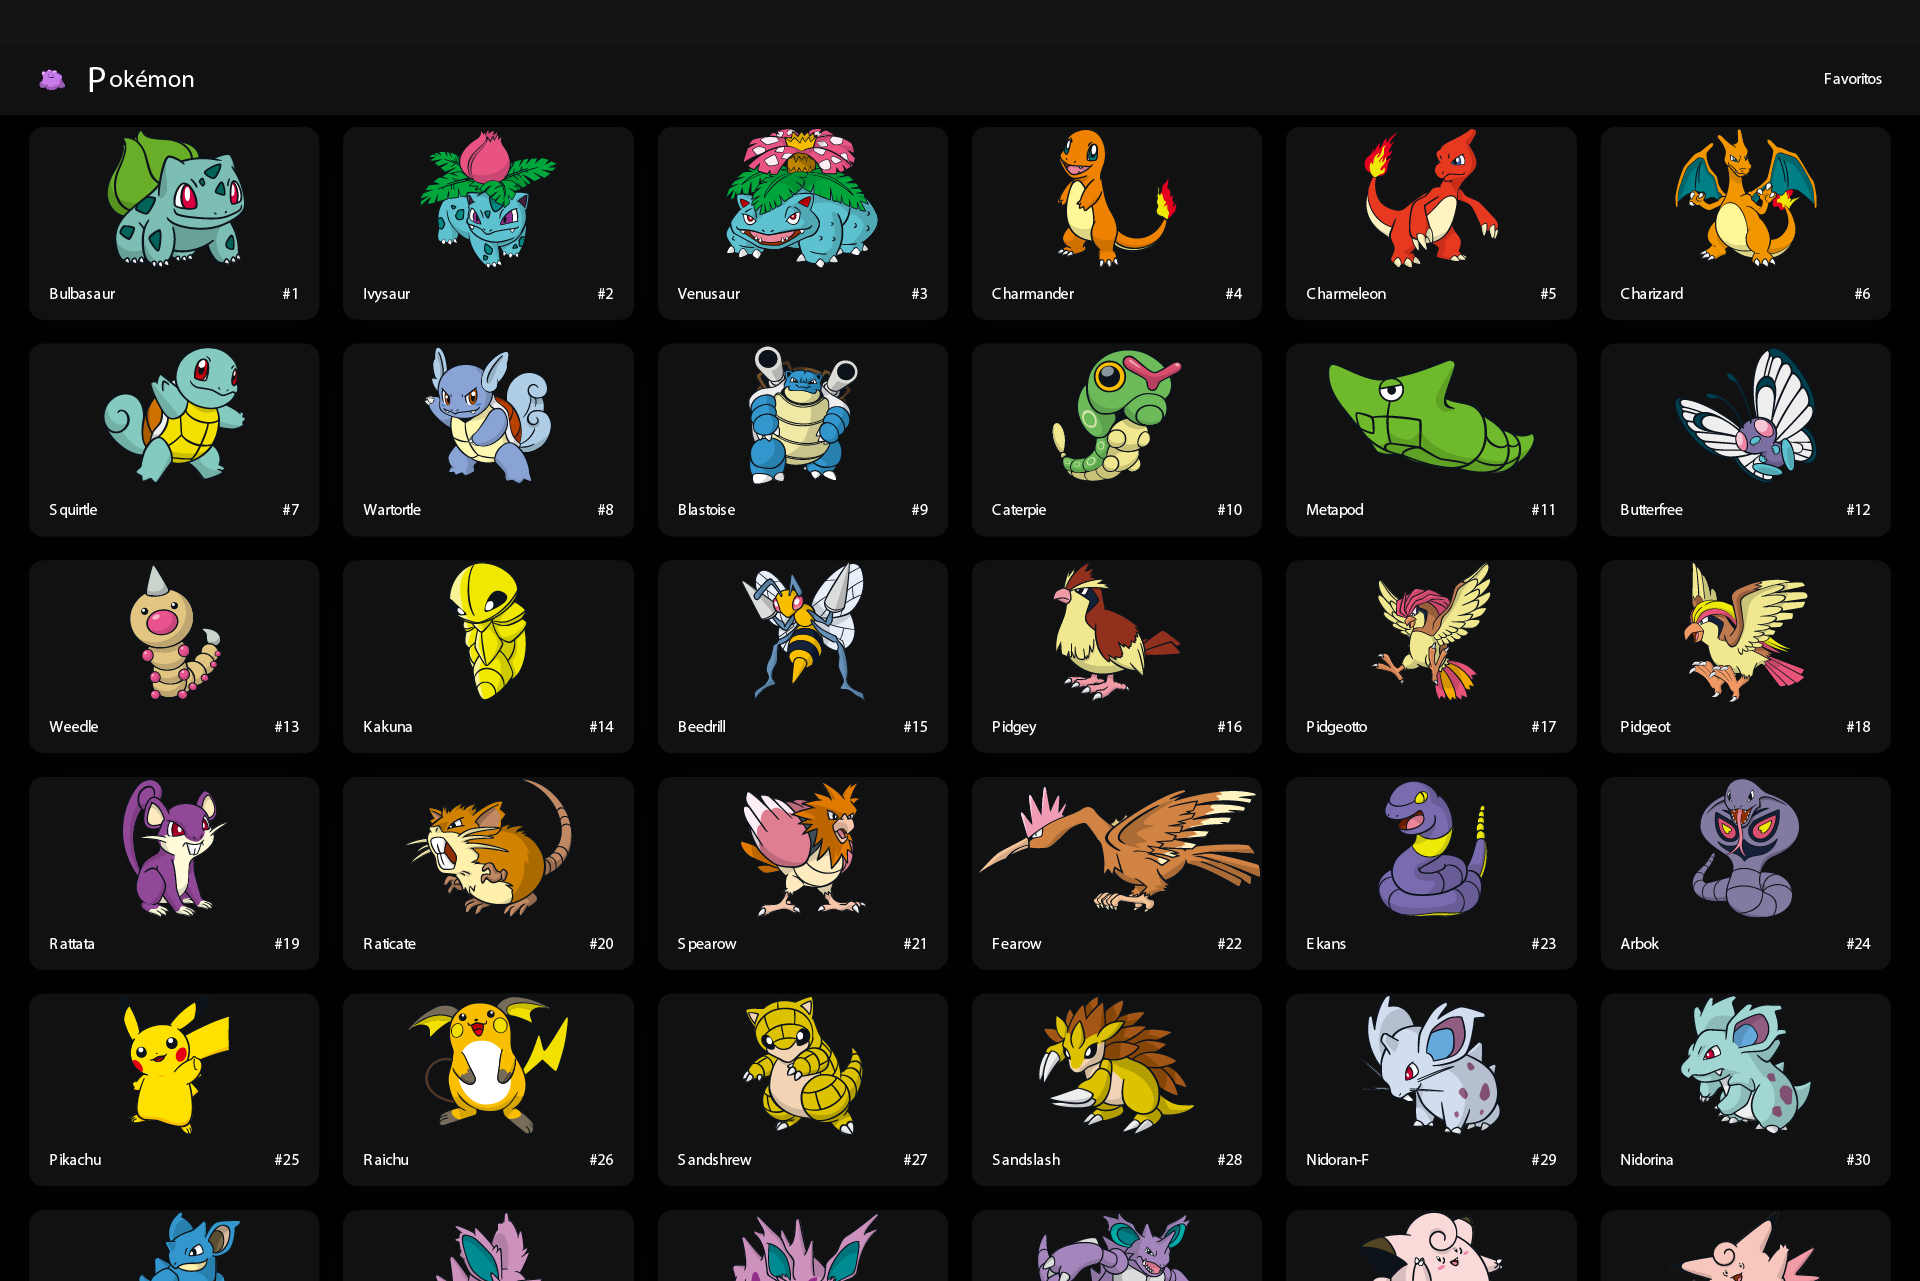 Pokémon
Favoritos
Bulbasaur #1
Ivysaur #2
Venusaur #3
Charmander #4
Charmeleon #5
Charizard #6
Squirtle #7
Wartortle #8
Blastoise #9
Caterpie #10
Metapod #11
Butterfree #12
Weedle #13
Kakuna #14
Beedrill #15
Pidgey #16
Pidgeotto #17
Pidgeot #18
Rattata #19
Raticate #20
Spearow #21
Fearow #22
Ekans #23
Arbok #24
Pikachu #25
Raichu #26
Sandshrew #27
Sandslash #28
Nidoran-F #29
Nidorina #30